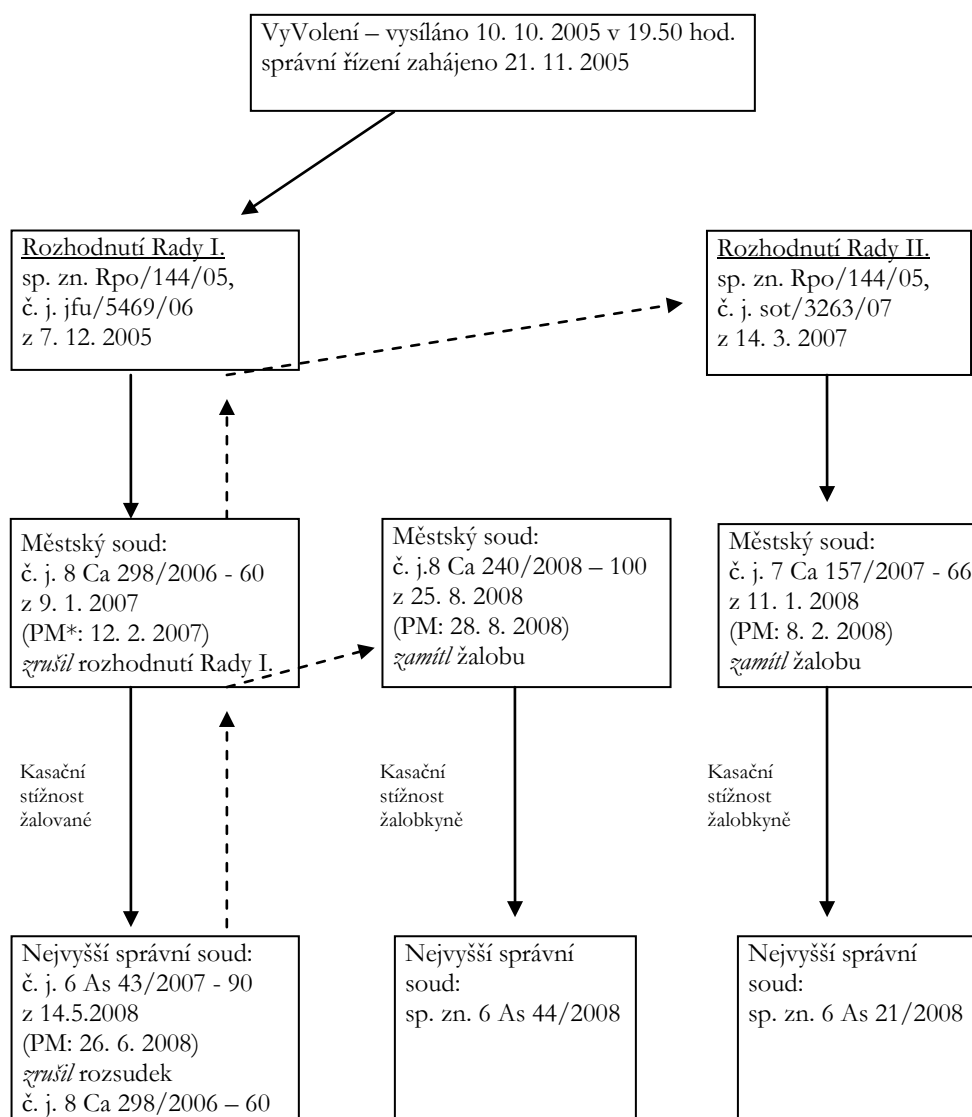 VyVolení – vysíláno 10. 10. 2005 v 19.50 hod.
správní řízení zahájeno 21. 11. 2005
Rozhodnutí Rady I.
sp. zn. Rpo/144/05,
č. j. jfu/5469/06
z 7. 12. 2005
Rozhodnutí Rady II.
sp. zn. Rpo/144/05,
č. j. sot/3263/07
z 14. 3. 2007
Městský soud:
č. j. 8 Ca 298/2006 - 60
z 9. 1. 2007
(PM*: 12. 2. 2007)
zrušil rozhodnutí Rady I.
Městský soud:
č. j.8 Ca 240/2008 – 100
z 25. 8. 2008
(PM: 28. 8. 2008)
zamítl žalobu
Městský soud:
č. j. 7 Ca 157/2007 - 66
z 11. 1. 2008
(PM: 8. 2. 2008)
zamítl žalobu
Kasační
stížnost
žalované
Kasační
stížnost
žalobkyně
Kasační
stížnost
žalobkyně
Nejvyšší správní soud:
č. j. 6 As 43/2007 - 90
z 14.5.2008
(PM: 26. 6. 2008)
zrušil rozsudek
č. j. 8 Ca 298/2006 – 60
Nejvyšší správní
soud:
sp. zn. 6 As 44/2008
Nejvyšší správní
soud:
sp. zn. 6 As 21/2008